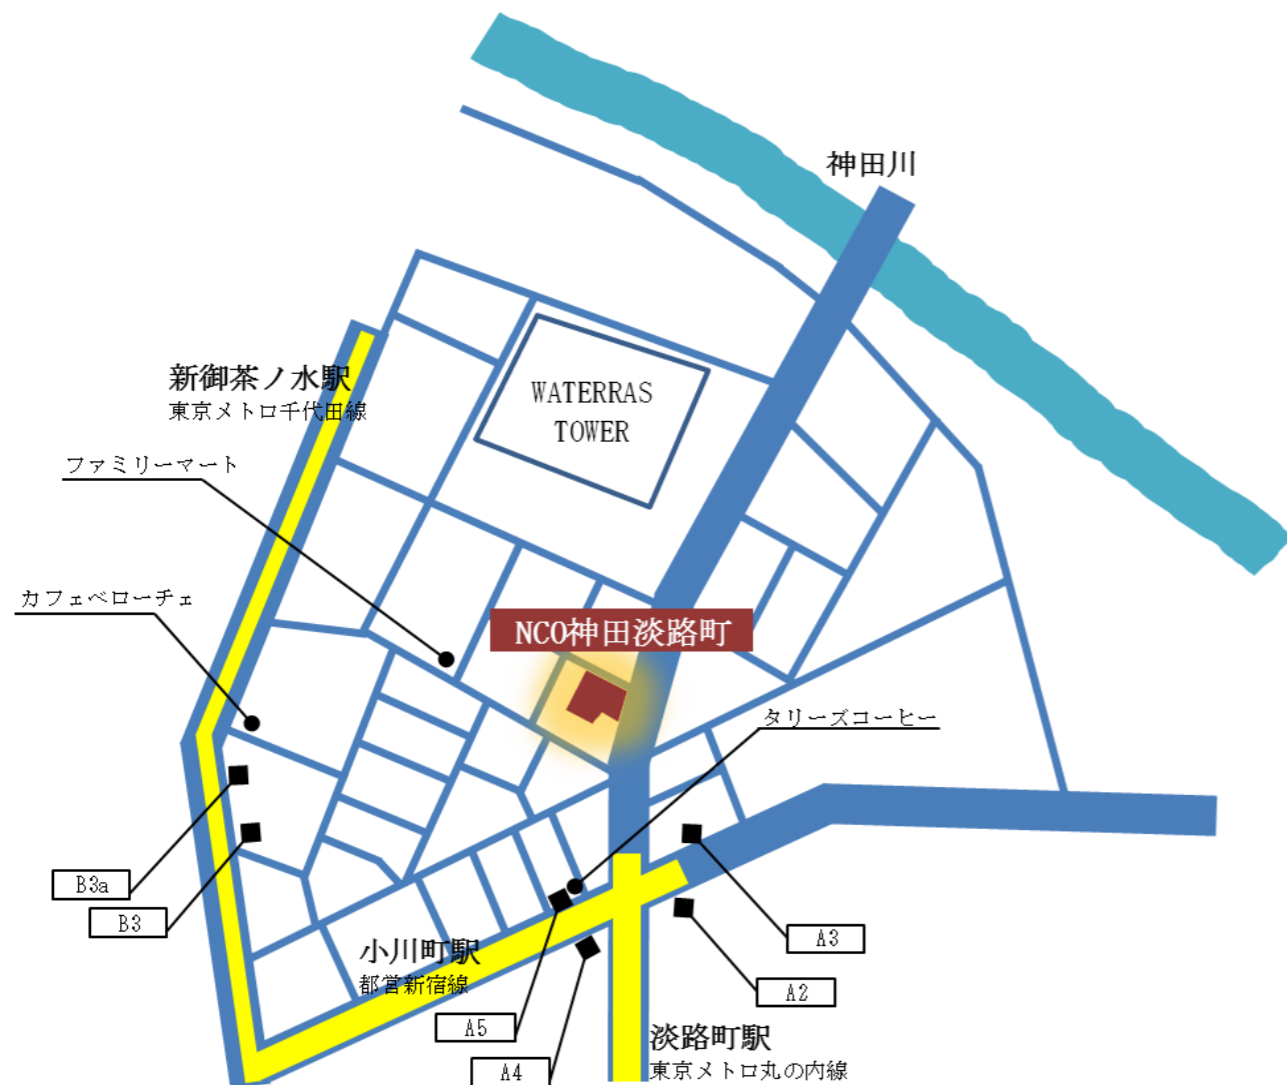 神田川
新御茶ノ水駅
東京メトロ千代田線
WATERRAS
TOWER
ファミリーマート
カフェベローチェ
NCO神田淡路町
タリーズコーヒー
B3a
B3
小川町駅
都営新宿線
A3
A2
A5
A4
淡路町駅
東京メトロ丸の内線